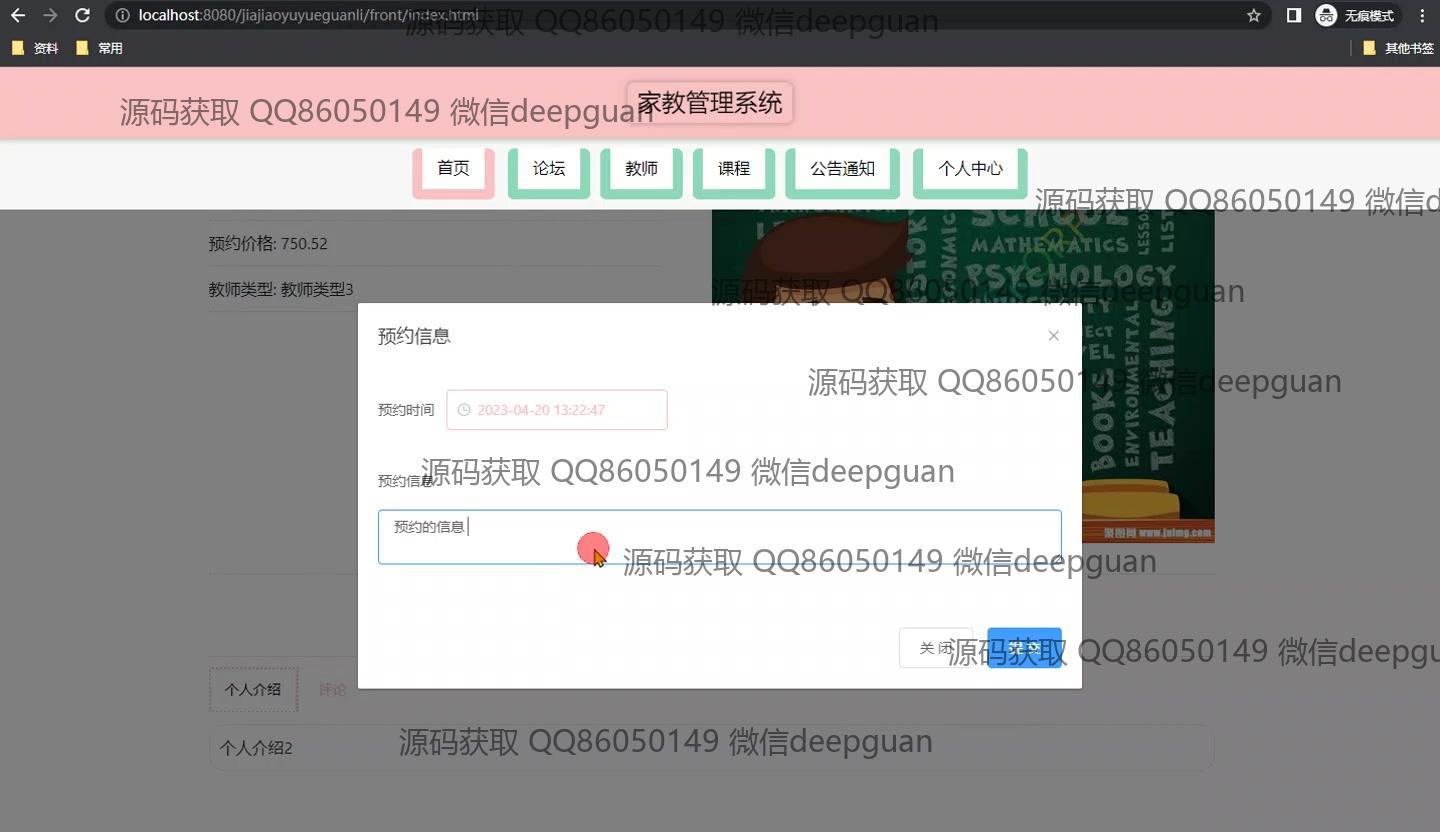 localhost:8080/jiajiaoyuyueguanli/front/index.html
无痕模式
资料
常用
其他书签
源码获取 QQ86050149 微信deepguan
家教管理系统
源码获取 QQ86050149 微信deepguan
首页
论坛
教师
课程
公告通知
个人中心
源码获取 QQ86050149 微信d
预约价格: 750.52
教师类型: 教师类型3
SCHOOL
MATHEMATICS
PSYCHOLOGY
LESSON
LIST
BOOKS
ENVIRONMENTAL
TEACHING
源码获取 QQ86050149 微信deepguan
预约信息
×
源码获取 QQ86050149 微信deepguan
预约时间
2023-04-20 13:22:47
预约信息
源码获取 QQ86050149 微信deepguan
预约的信息
www.juimg.com
源码获取 QQ86050149 微信deepguan
关 闭
提 交
源码获取 QQ86050149 微信deepgu
个人介绍
评论
个人介绍2
源码获取 QQ86050149 微信deepguan